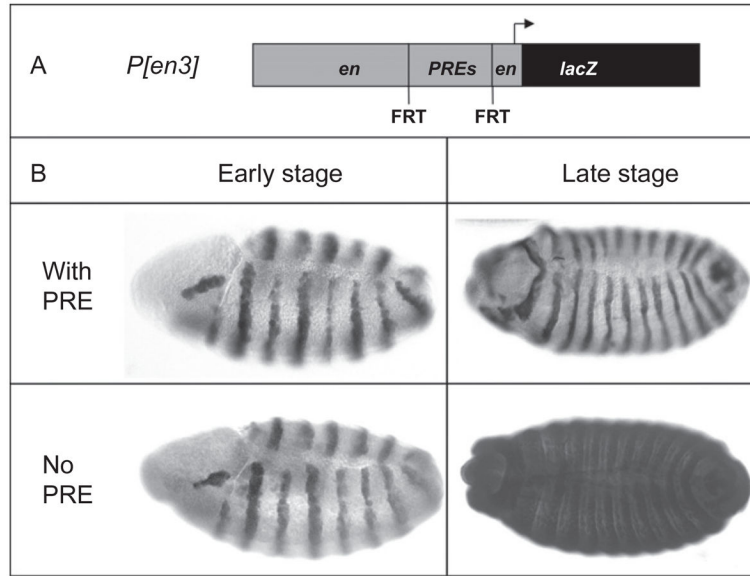 A P[en3] en PREs en lacZ
FRT FRT
B Early stage Late stage
With
PRE
No
PRE